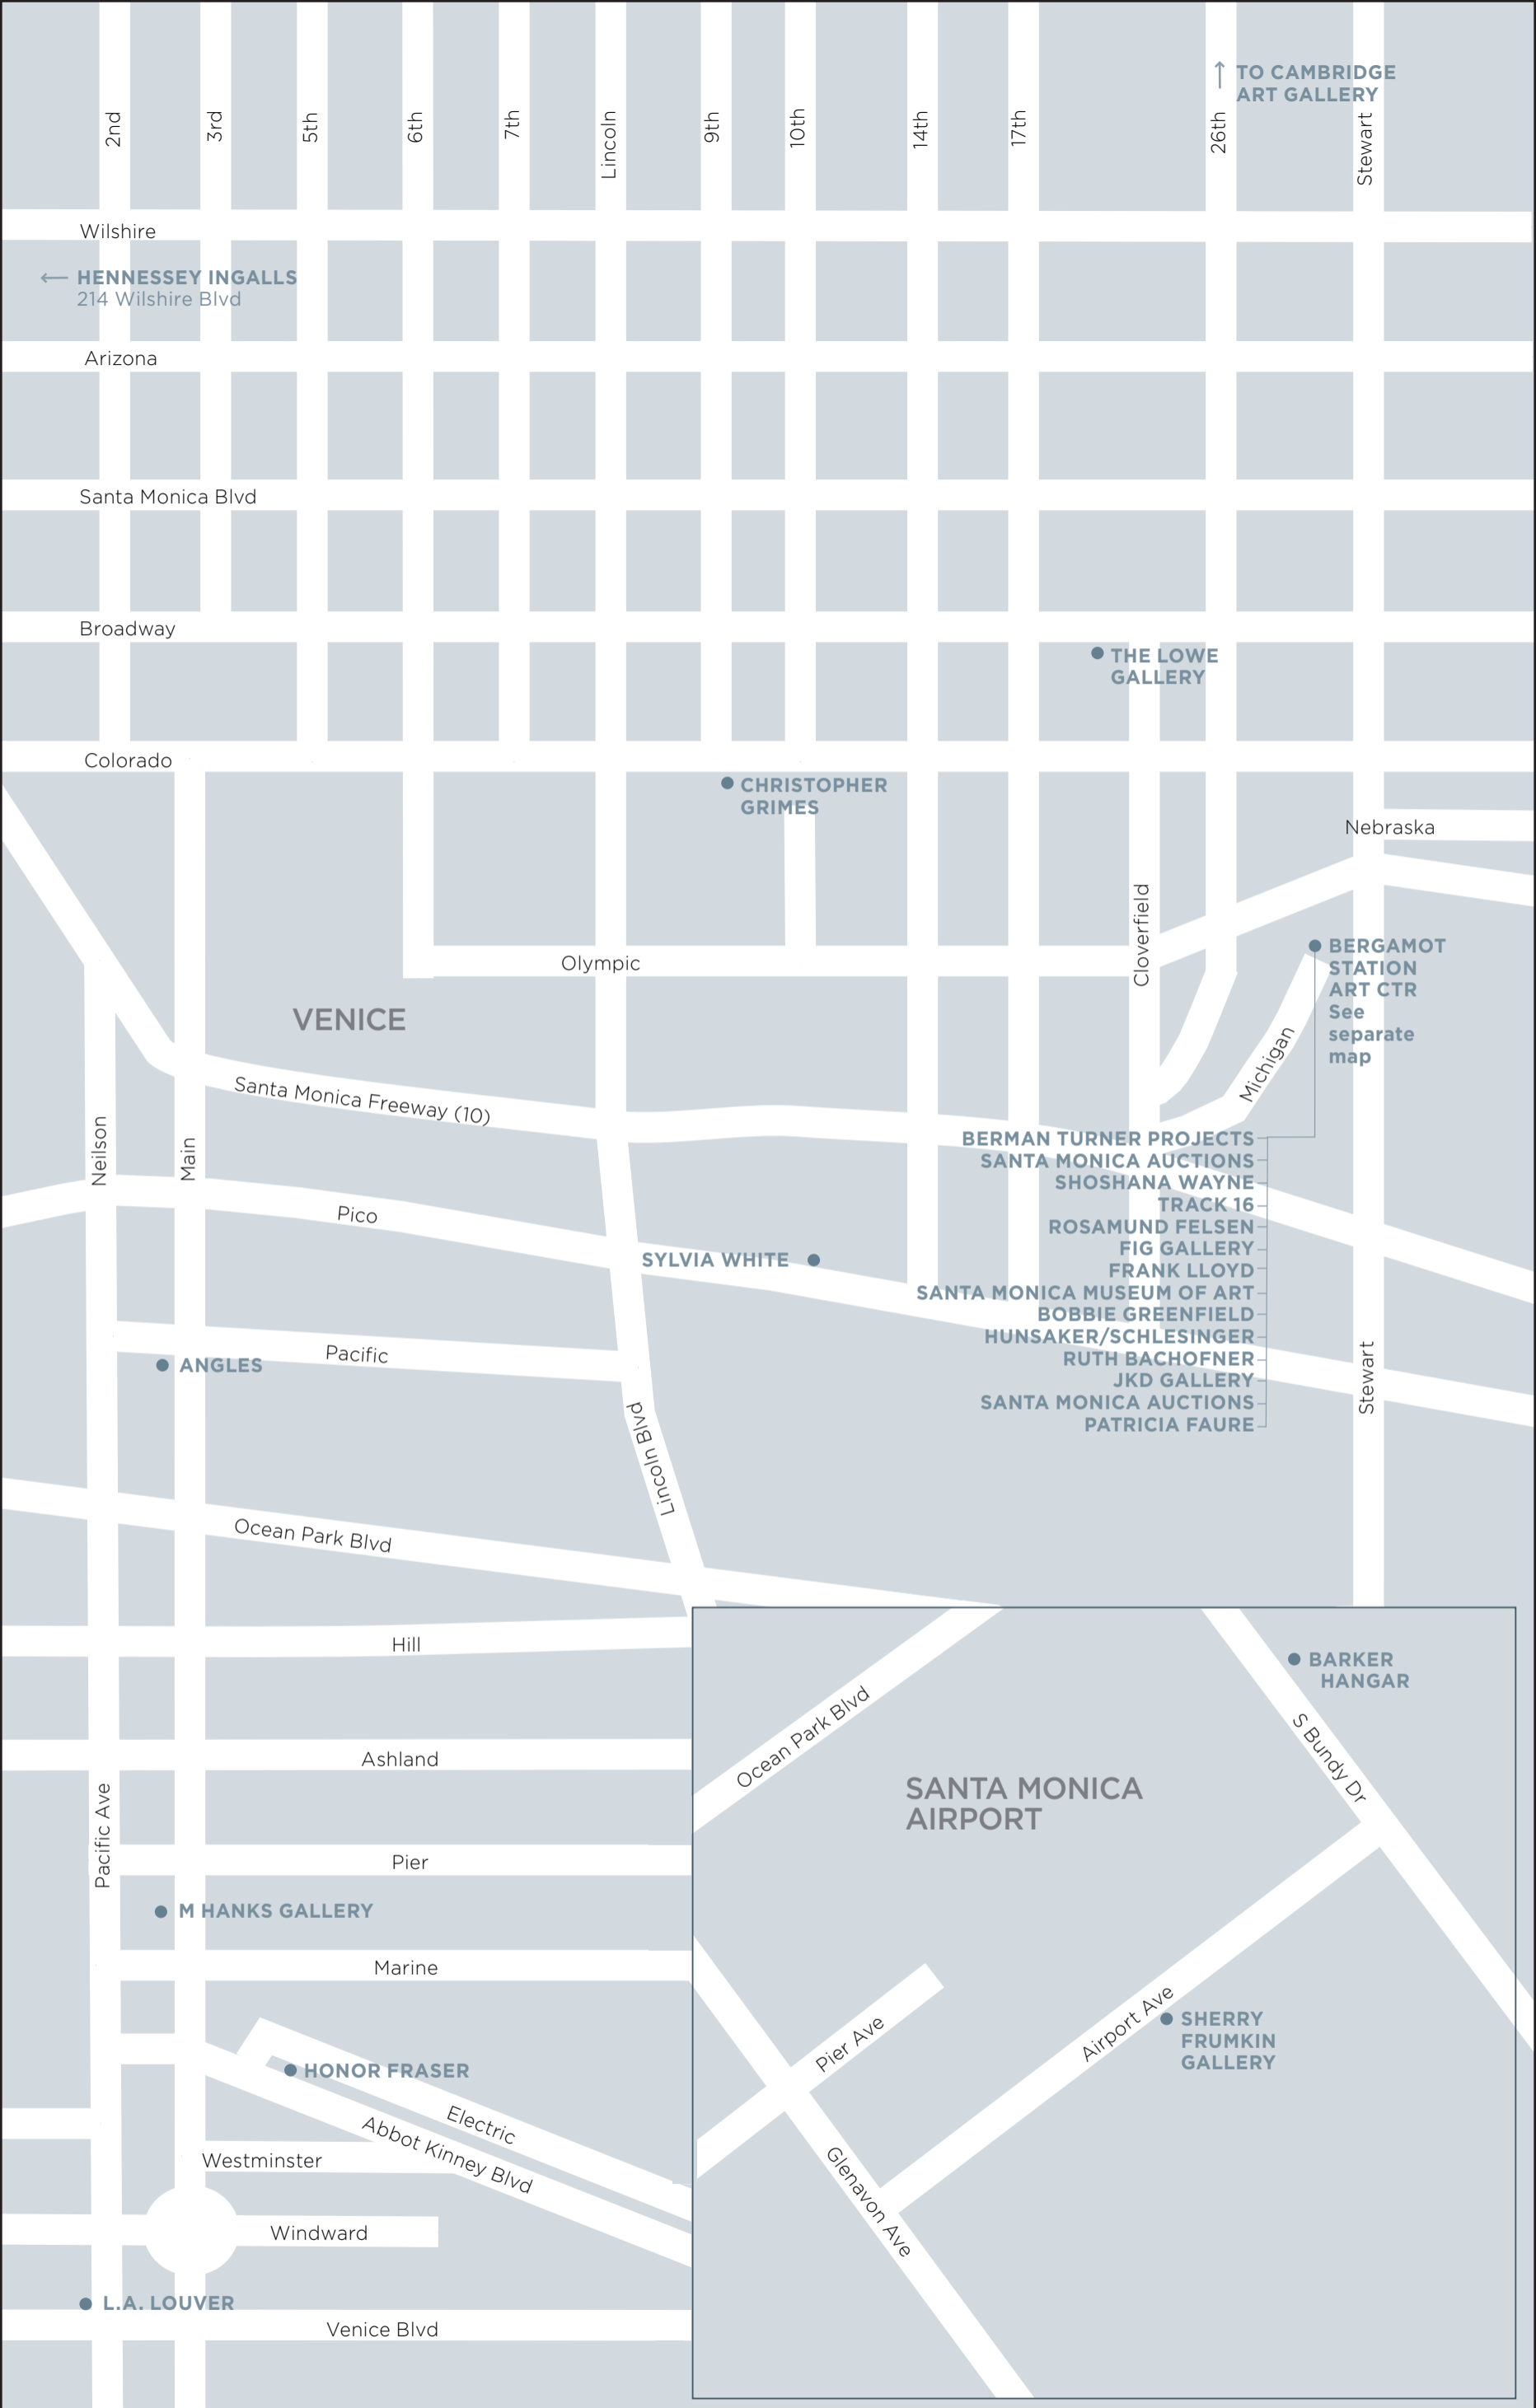 ↑ TO CAMBRIDGE
ART GALLERY
2nd
3rd
5th
6th
7th
Lincoln
9th
10th
14th
17th
26th
Stewart
Wilshire
← HENNESSEY INGALLS
214 Wilshire Blvd
Arizona
Santa Monica Blvd
Broadway
THE LOWE
GALLERY
Colorado
CHRISTOPHER
GRIMES
Nebraska
Cloverfield
Olympic
BERGAMOT
STATION
ART CTR
See
separate
map
VENICE
Michigan
Santa Monica Freeway (10)
Neilson
Main
BERMAN TURNER PROJECTS
SANTA MONICA AUCTIONS
SHOSHANA WAYNE
TRACK 16
ROSAMUND FELSEN
FIG GALLERY
FRANK LLOYD
SANTA MONICA MUSEUM OF ART
BOBBIE GREENFIELD
HUNSAKER/SCHLESINGER
RUTH BACHOFNER
JKD GALLERY
SANTA MONICA AUCTIONS
PATRICIA FAURE
Pico
SYLVIA WHITE
Pacific
ANGLES
Stewart
Lincoln Blvd
Ocean Park Blvd
Hill
Ashland
Pacific Ave
Pier
M HANKS GALLERY
Marine
HONOR FRASER
Electric
Abbot Kinney Blvd
Westminster
Windward
L.A. LOUVER
Venice Blvd
BARKER
HANGAR
Ocean Park Blvd
S Bundy Dr
SANTA MONICA
AIRPORT
Pier Ave
Airport Ave
SHERRY
FRUMKIN
GALLERY
Glenavon Ave